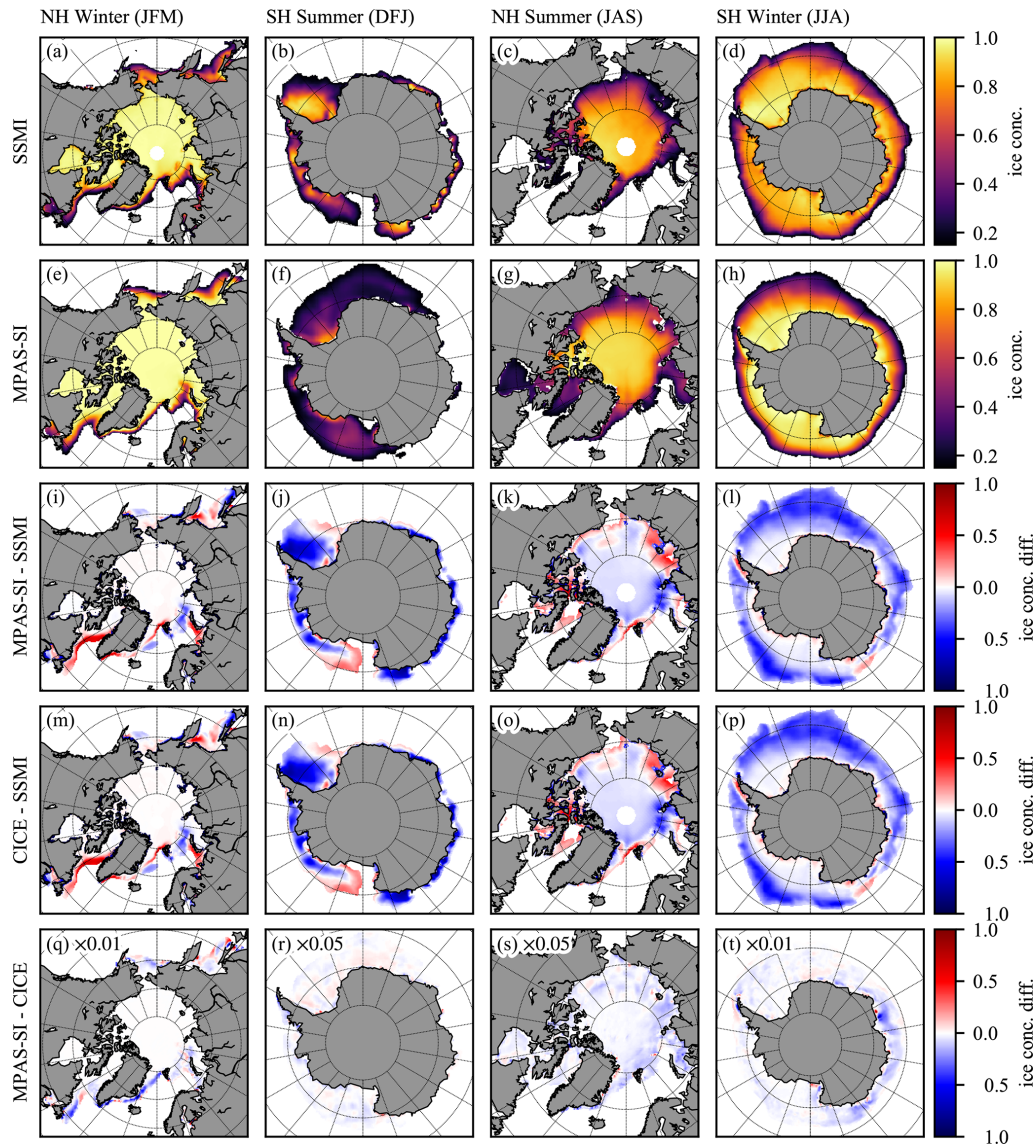 NH Winter (JFM) SH Summer (DFJ) NH Summer (JAS) SH Winter (JJA)
SSMI (a) (b) (c) (d) 1.0 0.8 0.6 0.4 0.2 ice conc.
MPAS-SI (e) (f) (g) (h) 1.0 0.8 0.6 0.4 0.2 ice conc.
MPAS-SI - SSMI (i) (j) (k) (l) 1.0 0.5 0.0 0.5 1.0 ice conc. diff.
CICE - SSMI (m) (n) (o) (p) 1.0 0.5 0.0 0.5 1.0 ice conc. diff.
MPAS-SI - CICE (q) ×0.01 (r) ×0.05 (s) ×0.05 (t) ×0.01 1.0 0.5 0.0 0.5 1.0 ice conc. diff.